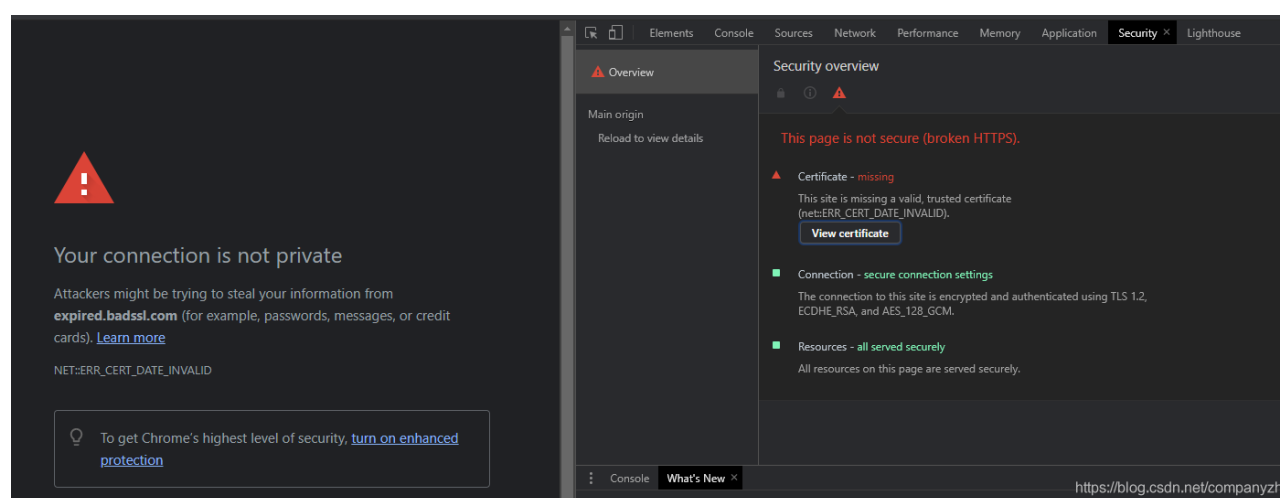 Elements Console Sources Network Performance Memory Application Security × Lighthouse
Overview
Main origin
Reload to view details
Security overview
This page is not secure (broken HTTPS).
Certificate - missing
This site is missing a valid, trusted certificate
(net::ERR_CERT_DATE_INVALID).
View certificate
Connection - secure connection settings
The connection to this site is encrypted and authenticated using TLS 1.2,
ECDHE_RSA, and AES_128_GCM.
Resources - all served securely
All resources on this page are served securely.
Your connection is not private
Attackers might be trying to steal your information from
expired.badssl.com (for example, passwords, messages, or credit
cards). Learn more
NET::ERR_CERT_DATE_INVALID
To get Chrome's highest level of security, turn on enhanced
protection
Console What's New ×
https://blog.csdn.net/companyzh